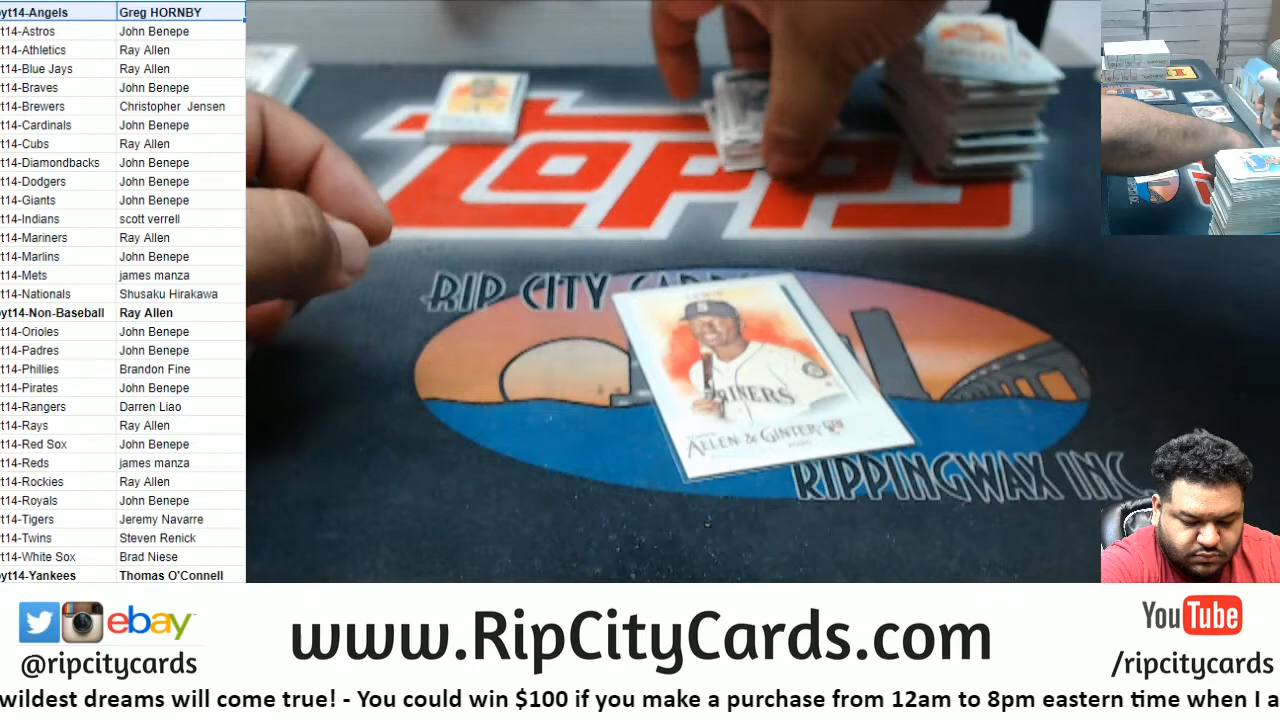 yt14-Angels Greg HORNBY
t14-Astros John Benepe
t14-Athletics Ray Allen
t14-Blue Jays Ray Allen
t14-Braves John Benepe
t14-Brewers Christopher Jensen
t14-Cardinals John Benepe
t14-Cubs Ray Allen
t14-Diamondbacks John Benepe
t14-Dodgers John Benepe
t14-Giants John Benepe
t14-Indians scott verrell
t14-Mariners Ray Allen
t14-Marlins John Benepe
t14-Mets james manza
t14-Nationals Shusaku Hirakawa
yt14-Non-Baseball Ray Allen
t14-Orioles John Benepe
t14-Padres John Benepe
t14-Phillies Brandon Fine
t14-Pirates John Benepe
t14-Rangers Darren Liao
t14-Rays Ray Allen
t14-Red Sox John Benepe
t14-Reds james manza
t14-Rockies Ray Allen
t14-Royals John Benepe
t14-Tigers Jeremy Navarre
t14-Twins Steven Renick
t14-White Sox Brad Niese
yt14-Yankees Thomas O'Connell
TOPPS
RIP CITY CARDS
RINERS
ALLEN & GINTER
RIPPINGWAX INC
ebay
@ripcitycards
www.RipCityCards.com
YouTube
/ripcitycards
wildest dreams will come true! - You could win $100 if you make a purchase from 12am to 8pm eastern time when I a